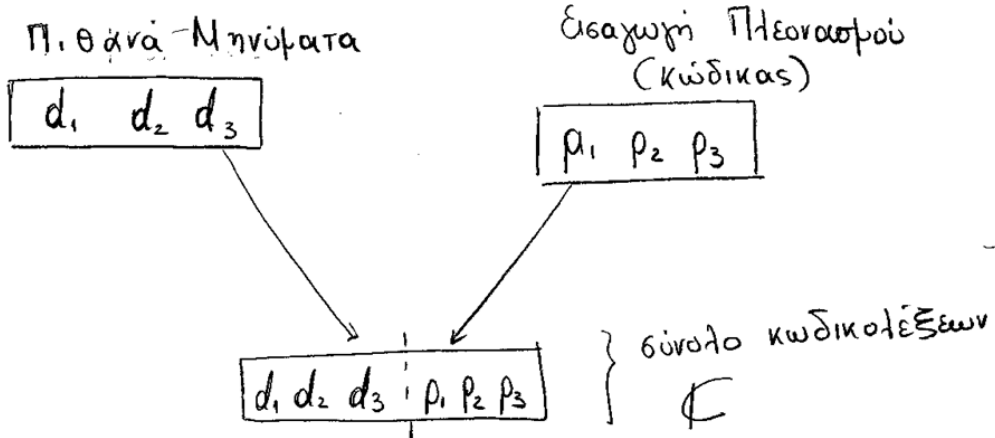 Πιθανά Μηνύματα
Εισαγωγή Πλεονασμού
(κώδικας)
d₁ d₂ d₃
p₁ p₂ p₃
d₁ d₂ d₃ p₁ p₂ p₃
σύνολο κωδικολέξεων
C